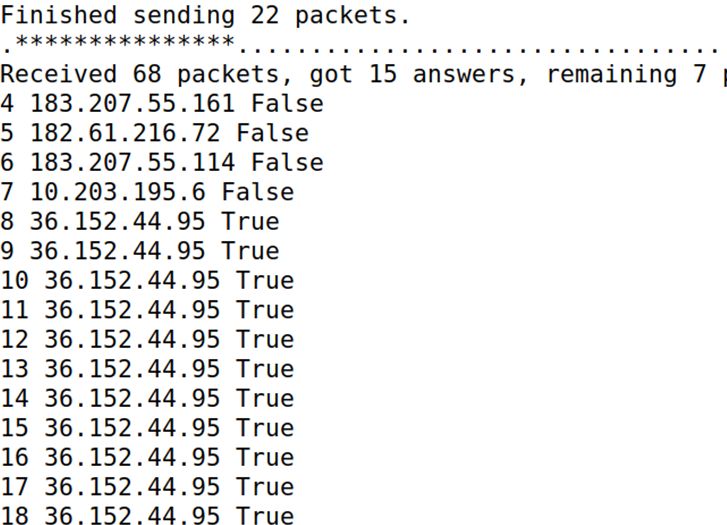 Finished sending 22 packets.
.***************.................................
Received 68 packets, got 15 answers, remaining 7 p
4 183.207.55.161 False
5 182.61.216.72 False
6 183.207.55.114 False
7 10.203.195.6 False
8 36.152.44.95 True
9 36.152.44.95 True
10 36.152.44.95 True
11 36.152.44.95 True
12 36.152.44.95 True
13 36.152.44.95 True
14 36.152.44.95 True
15 36.152.44.95 True
16 36.152.44.95 True
17 36.152.44.95 True
18 36.152.44.95 True